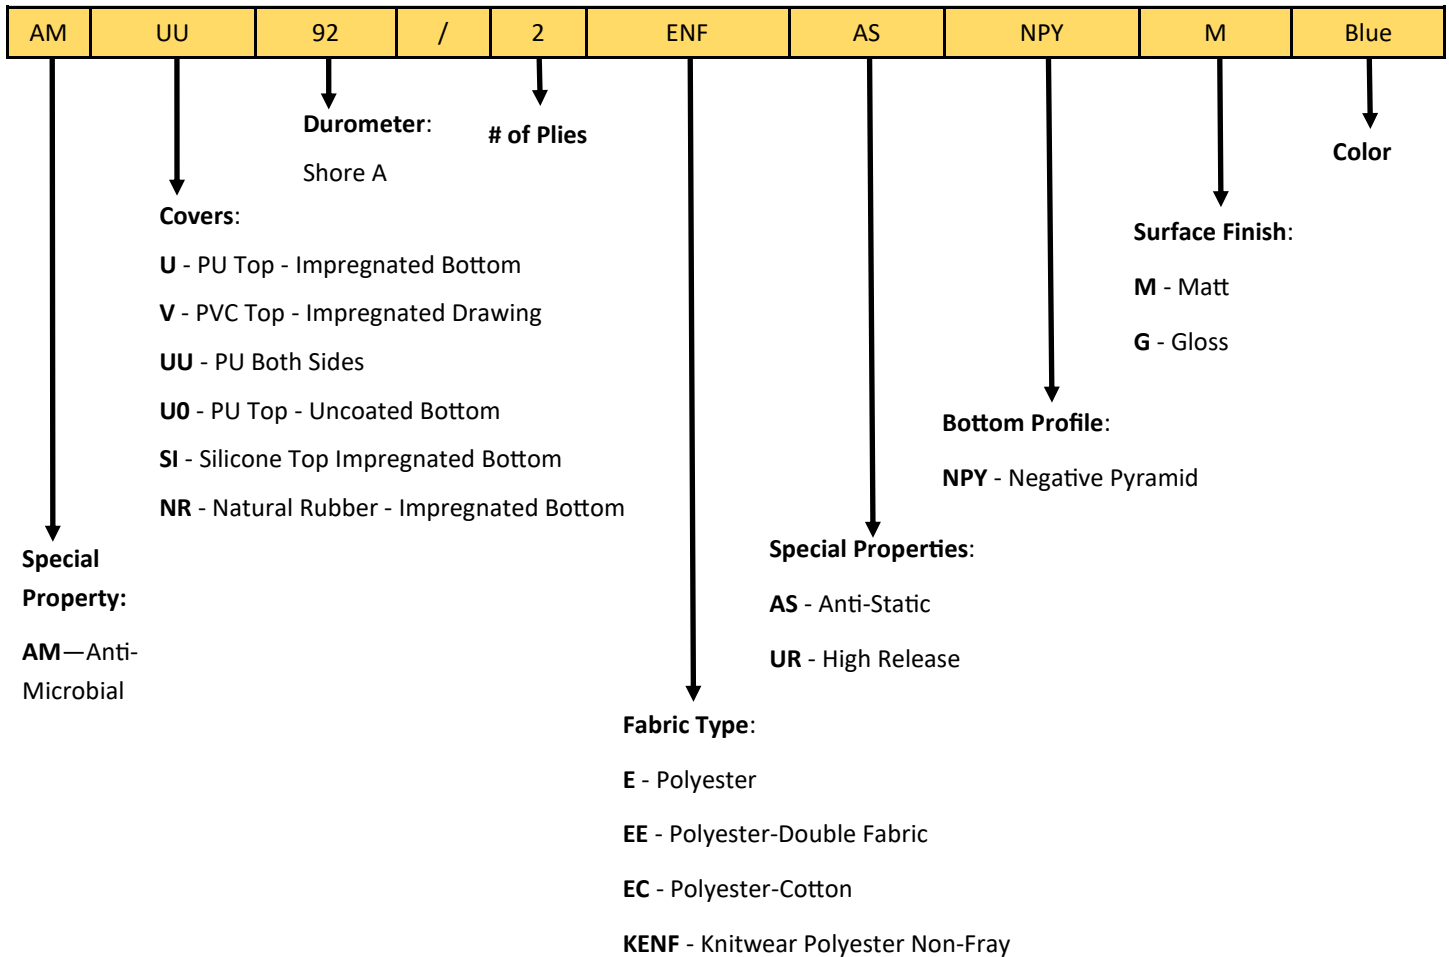 AM UU 92 / 2 ENF AS NPY M Blue
Durometer:
Shore A
# of Plies
Color
Covers:
U - PU Top - Impregnated Bottom
V - PVC Top - Impregnated Drawing
UU - PU Both Sides
U0 - PU Top - Uncoated Bottom
SI - Silicone Top Impregnated Bottom
NR - Natural Rubber - Impregnated Bottom
Surface Finish:
M - Matt
G - Gloss
Bottom Profile:
NPY - Negative Pyramid
Special
Property:
AM—Anti-
Microbial
Special Properties:
AS - Anti-Static
UR - High Release
Fabric Type:
E - Polyester
EE - Polyester-Double Fabric
EC - Polyester-Cotton
KENF - Knitwear Polyester Non-Fray